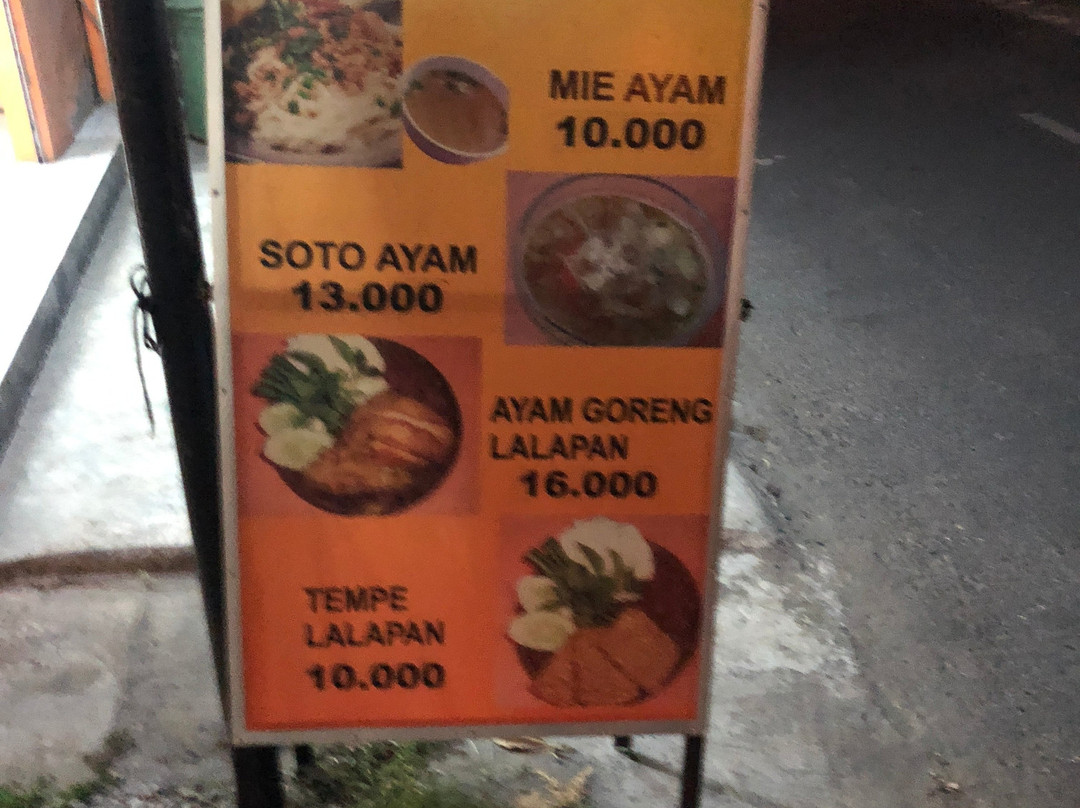 MIE AYAM
10.000
SOTO AYAM
13.000
AYAM GORENG
LALAPAN
16.000
TEMPE
LALAPAN
10.000